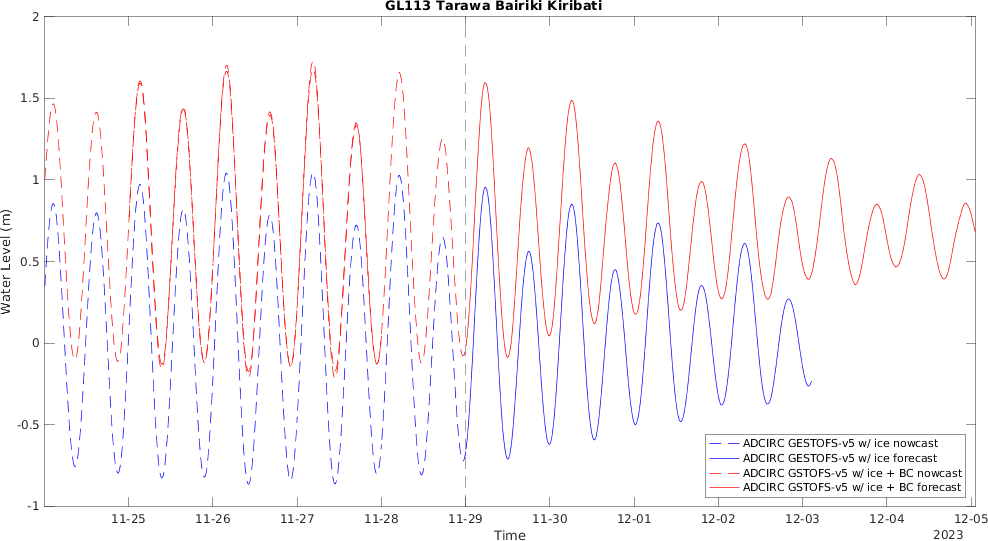 GL113 Tarawa Bairiki Kiribati
2
1.5
1
0.5
0
-0.5
-1
Water Level (m)
ADCIRC GESTOFS-v5 w/ ice nowcast
ADCIRC GESTOFS-v5 w/ ice forecast
ADCIRC GSTOFS-v5 w/ ice + BC nowcast
ADCIRC GSTOFS-v5 w/ ice + BC forecast
11-25 11-26 11-27 11-28 11-29 11-30 12-01 12-02 12-03 12-04 12-05
Time
2023